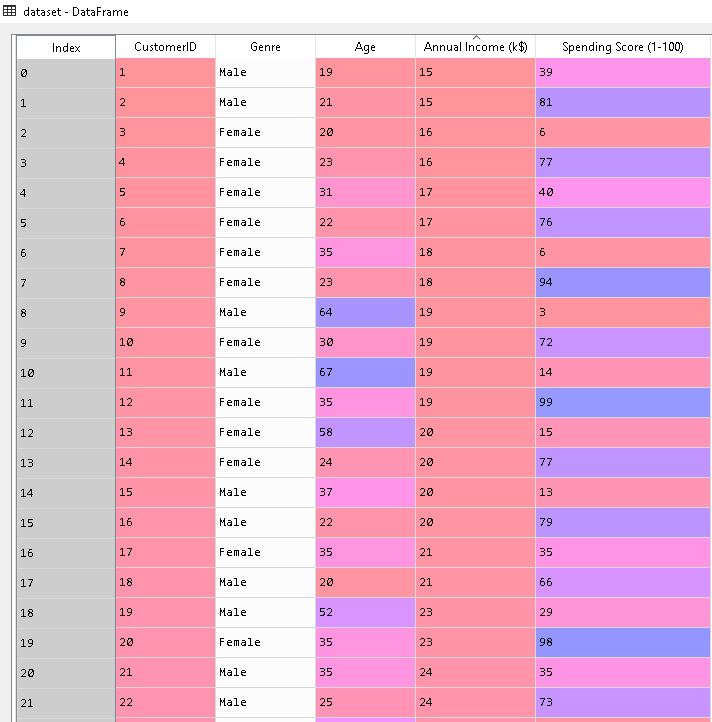 dataset - DataFrame
Index CustomerID Genre Age Annual Income (k$) Spending Score (1-100)
0 1 Male 19 15 39
1 2 Male 21 15 81
2 3 Female 20 16 6
3 4 Female 23 16 77
4 5 Female 31 17 40
5 6 Female 22 17 76
6 7 Female 35 18 6
7 8 Female 23 18 94
8 9 Male 64 19 3
9 10 Female 30 19 72
10 11 Male 67 19 14
11 12 Female 35 19 99
12 13 Female 58 20 15
13 14 Female 24 20 77
14 15 Male 37 20 13
15 16 Male 22 20 79
16 17 Female 35 21 35
17 18 Male 20 21 66
18 19 Male 52 23 29
19 20 Female 35 23 98
20 21 Male 35 24 35
21 22 Male 25 24 73